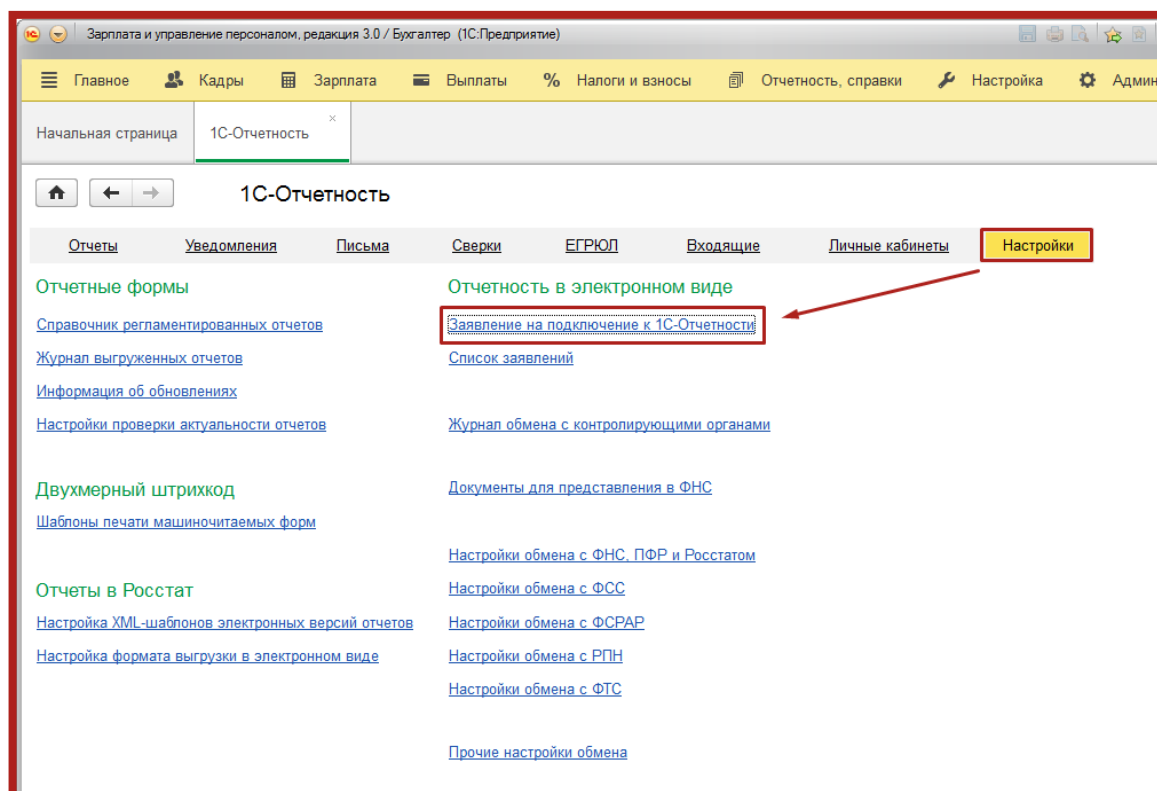 1С Зарплата и управление персоналом, редакция 3.0 / Бухгалтер (1С:Предприятие)
Главное Кадры Зарплата Выплаты % Налоги и взносы Отчетность, справки Настройка Админ
Начальная страница 1С-Отчетность ×
1С-Отчетность
Отчеты Уведомления Письма Сверки ЕГРЮЛ Входящие Личные кабинеты Настройки
Отчетные формы
Справочник регламентированных отчетов
Журнал выгруженных отчетов
Информация об обновлениях
Настройки проверки актуальности отчетов
Двухмерный штрихкод
Шаблоны печати машиночитаемых форм
Отчеты в Росстат
Настройка XML-шаблонов электронных версий отчетов
Настройка формата выгрузки в электронном виде
Отчетность в электронном виде
Заявление на подключение к 1С-Отчетности
Список заявлений
Журнал обмена с контролирующими органами
Документы для представления в ФНС
Настройки обмена с ФНС, ПФР и Росстатом
Настройки обмена с ФСС
Настройки обмена с ФСРАР
Настройки обмена с РПН
Настройки обмена с ФТС
Прочие настройки обмена